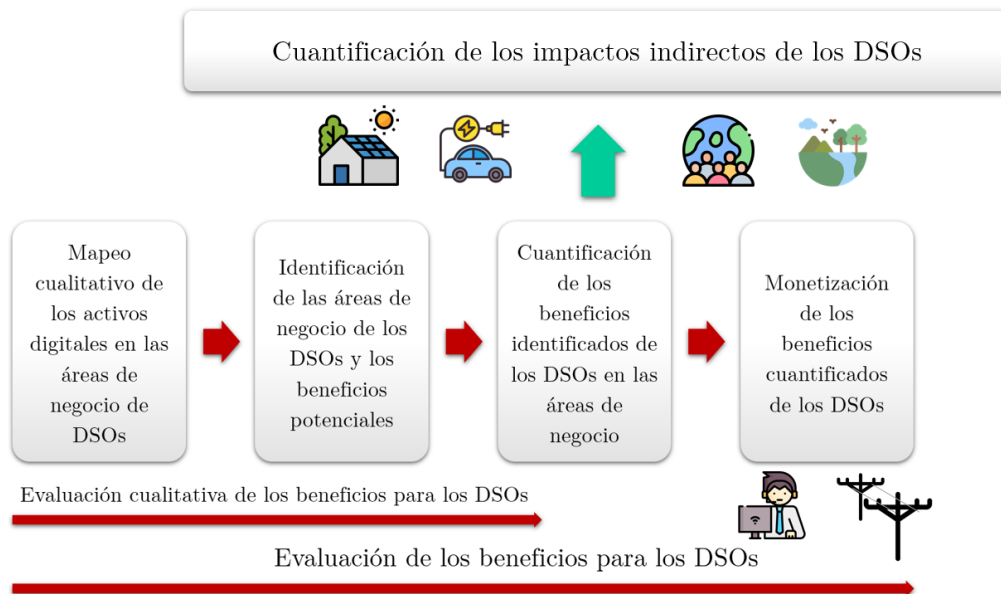 Cuantificación de los impactos indirectos de los DSOs
Mapeo
cualitativo de
los activos
digitales en las
áreas de
negocio de
DSOs
Identificación
de las áreas de
negocio de los
DSOs y los
beneficios
potenciales
Cuantificación
de los
beneficios
identificados de
los DSOs en las
áreas de
negocio
Monetización
de los
beneficios
cuantificados
de los DSOs
Evaluación cualitativa de los beneficios para los DSOs
Evaluación de los beneficios para los DSOs